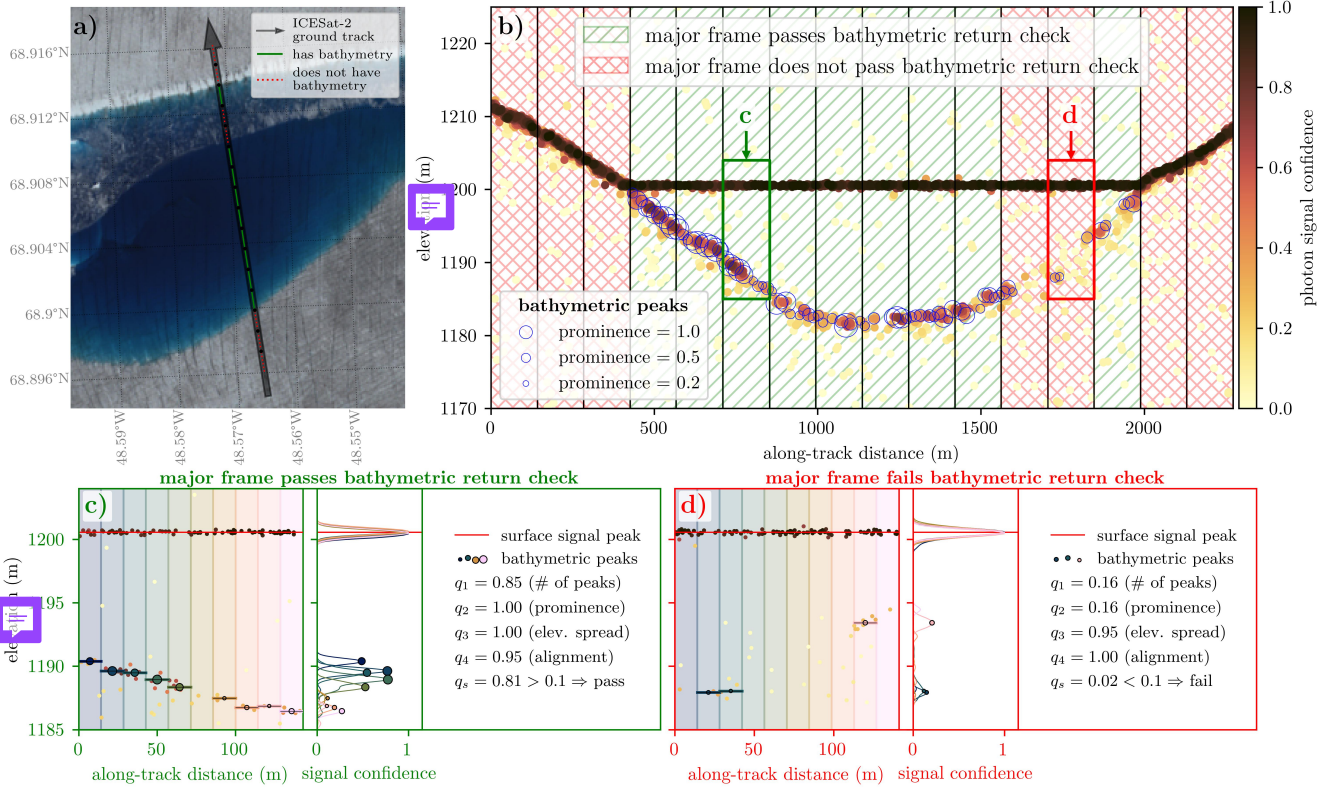 a)
ICESat-2
ground track
has bathymetry
does not have
bathymetry
68.916°N
68.912°N
68.908°N
68.904°N
68.9°N
68.896°N
48.59°W
48.58°W
48.57°W
48.56°W
48.55°W
b)
major frame passes bathymetric return check
major frame does not pass bathymetric return check
c
d
1220
1210
1200
1190
1180
1170
(m)
bathymetric peaks
prominence = 1.0
prominence = 0.5
prominence = 0.2
0
500
1000
1500
2000
along-track distance (m)
1.0
0.8
0.6
0.4
0.2
0.0
photon signal confidence
major frame passes bathymetric return check
c)
1200
1190
1185
(m)
0
50
100
along-track distance (m)
0
1
signal confidence
surface signal peak
bathymetric peaks
q1 = 0.85 (# of peaks)
q2 = 1.00 (prominence)
q3 = 1.00 (elev. spread)
q4 = 0.95 (alignment)
qs = 0.81 > 0.1 ⇒ pass
major frame fails bathymetric return check
d)
0
50
100
along-track distance (m)
0
1
signal confidence
surface signal peak
bathymetric peaks
q1 = 0.16 (# of peaks)
q2 = 0.16 (prominence)
q3 = 0.95 (elev. spread)
q4 = 1.00 (alignment)
qs = 0.02 < 0.1 ⇒ fail